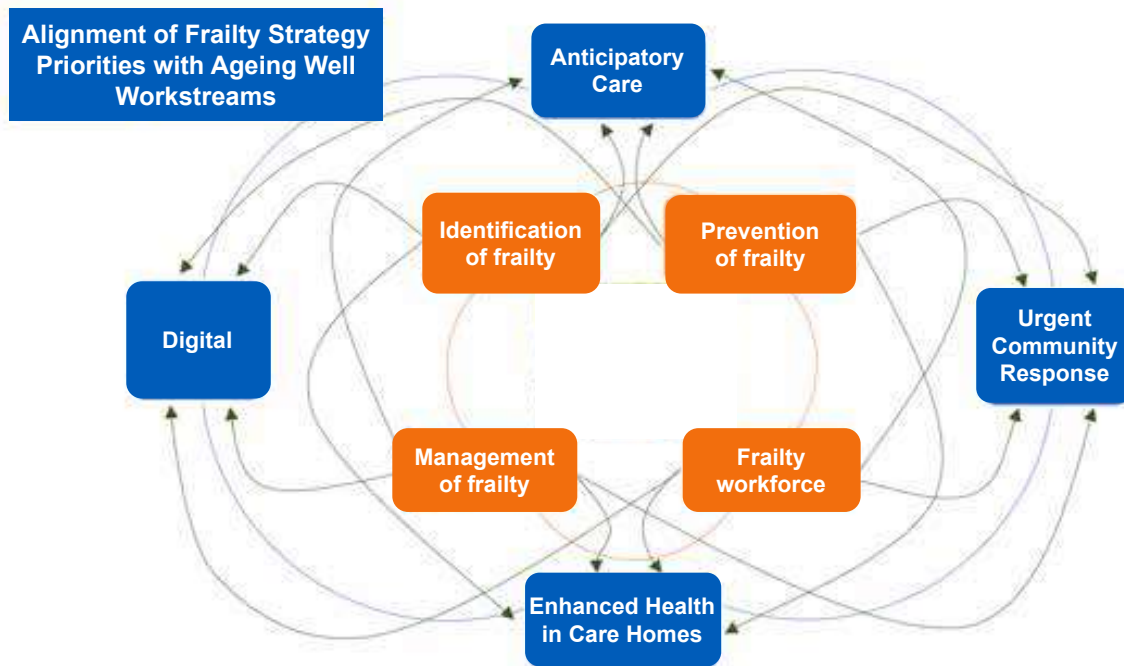 Alignment of Frailty Strategy
Priorities with Ageing Well
Workstreams
Anticipatory
Care
Identification
of frailty
Prevention
of frailty
Digital
Urgent
Community
Response
Management
of frailty
Frailty
workforce
Enhanced Health
in Care Homes